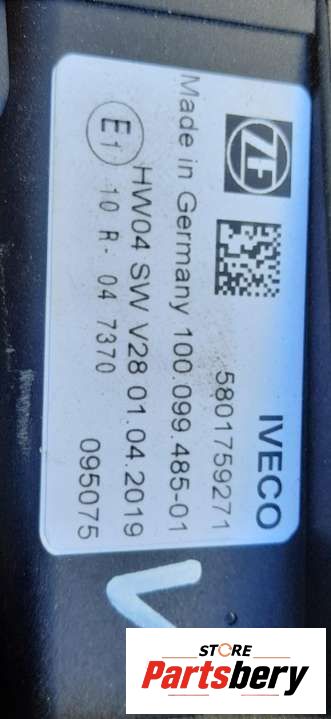 ZF
IVECO
5801759271
Made in Germany 100.099.485-01
E1
HW04 SW V28 01.04.2019
10 R- 04 7370
095075
V
STORE
Partsbery